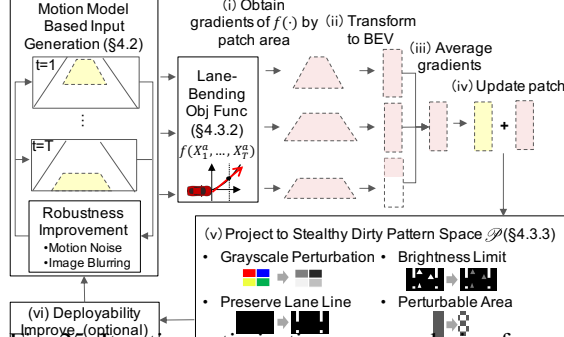 Motion Model
Based Input
Generation (§4.2)
t=1
⋮
t=T
Robustness
Improvement
•Motion Noise
•Image Blurring
Lane-
Bending
Obj Func
(§4.3.2)
f(X₁ᵃ, …, X_Tᵃ)
(i) Obtain
gradients of f(·) by
patch area
(ii) Transform
to BEV
(iii) Average
gradients
(iv) Update patch
+
(v) Project to Stealthy Dirty Pattern Space 𝒫 (§4.3.3)
• Grayscale Perturbation
• Brightness Limit
• Preserve Lane Line
• Perturbable Area
(vi) Deployability
Improve. (optional)